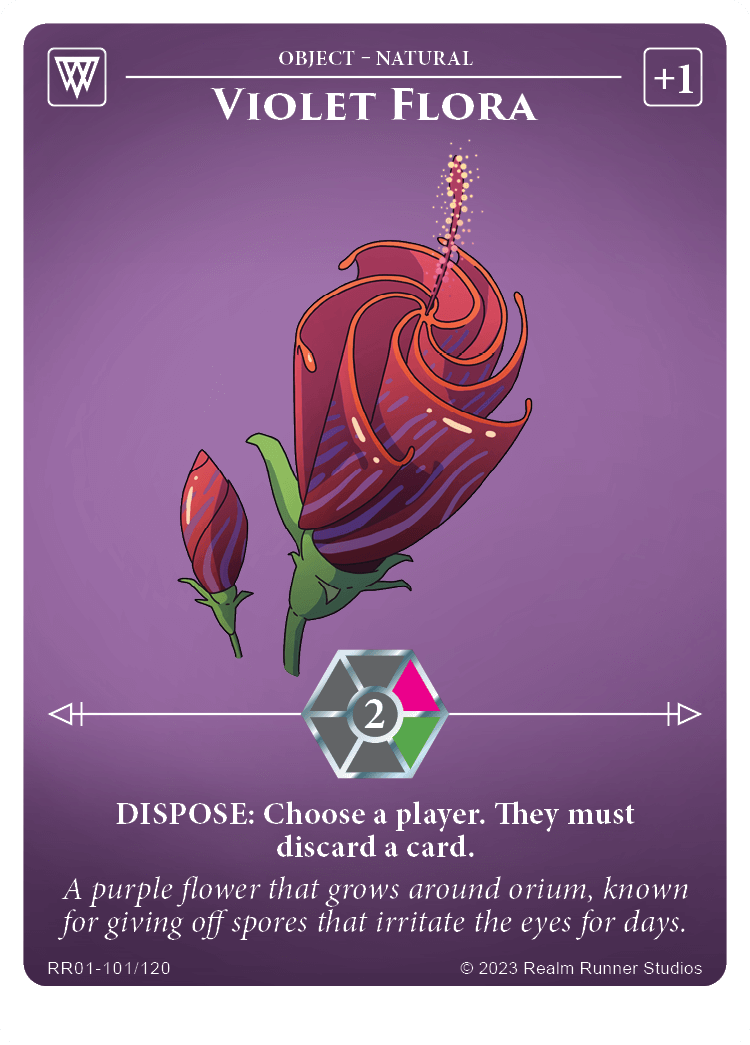 OBJECT – NATURAL
+1
VIOLET FLORA
2
DISPOSE: Choose a player. They must
discard a card.
A purple flower that grows around orium, known
for giving off spores that irritate the eyes for days.
RR01-101/120
© 2023 Realm Runner Studios